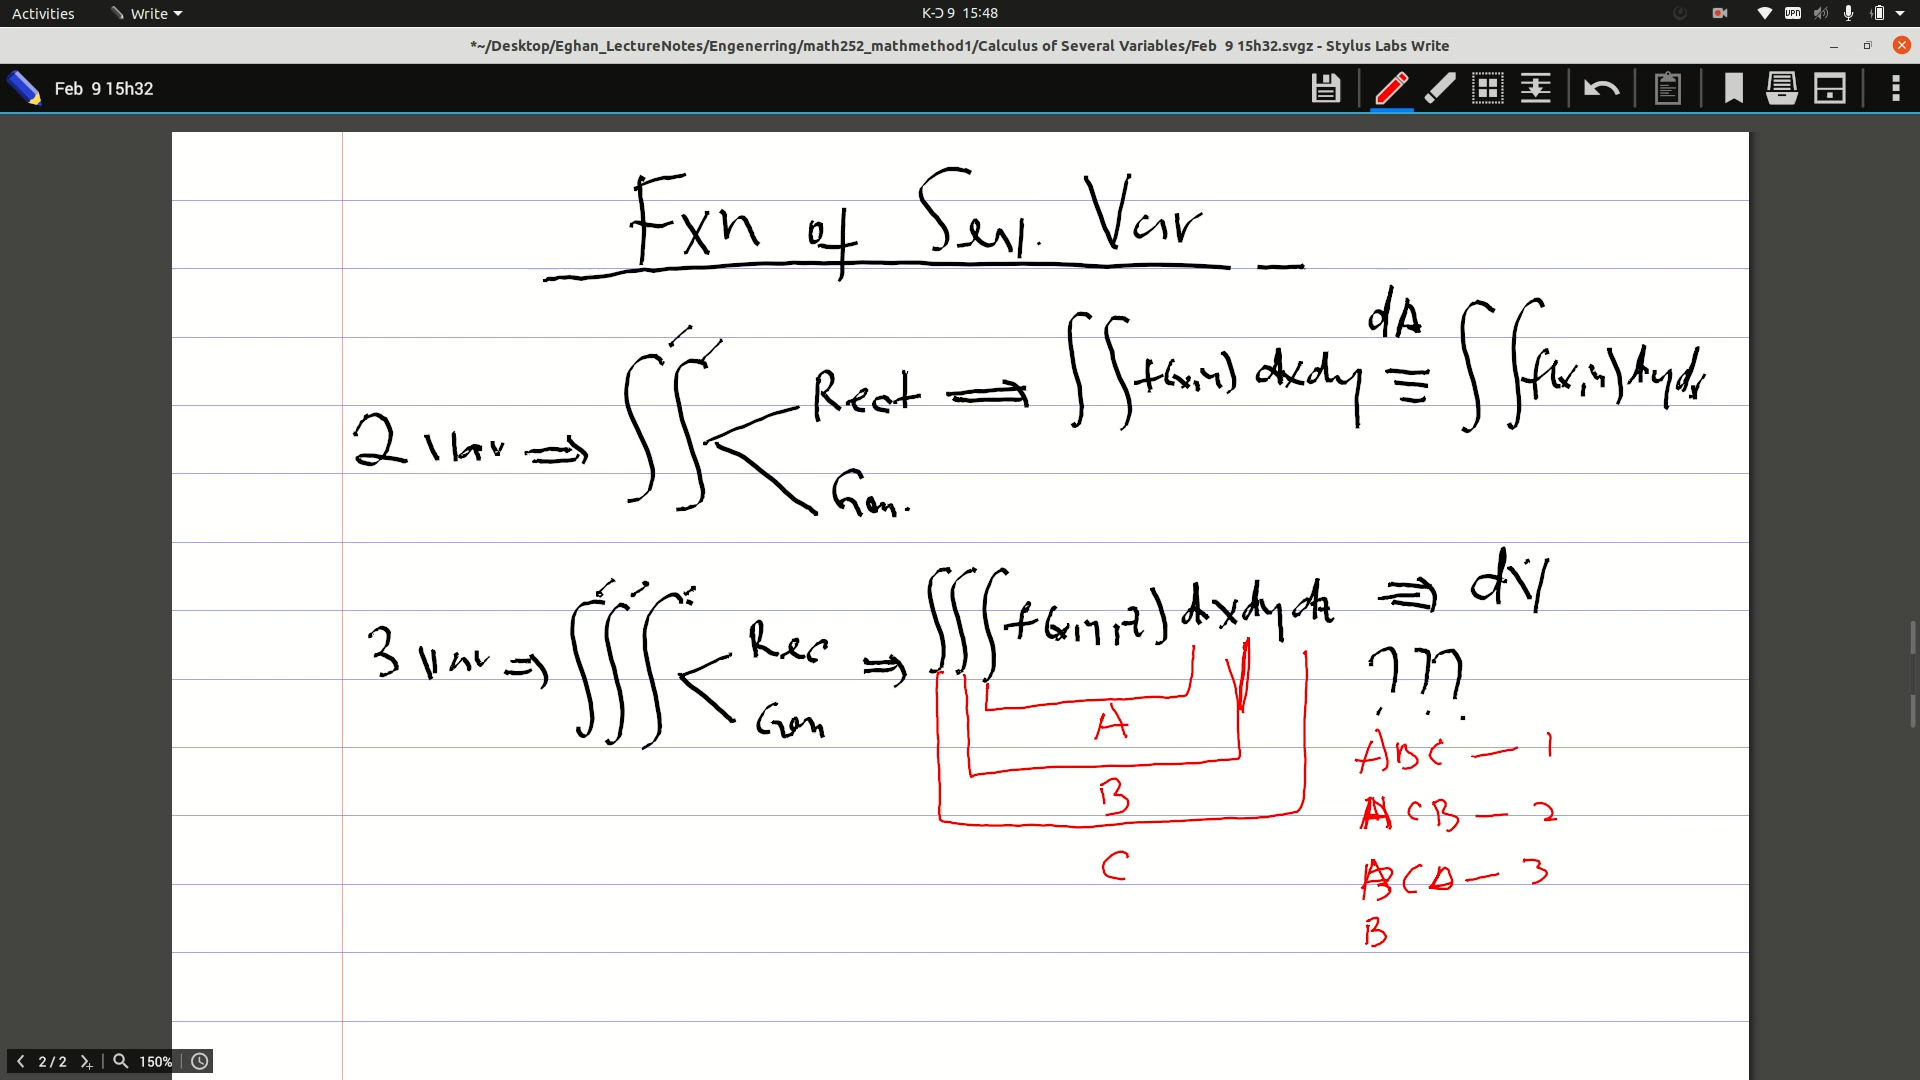 Activities Write K-Ɔ 9 15:48
*~/Desktop/Eghan_LectureNotes/Engenerring/math252_mathmethod1/Calculus of Several Variables/Feb 9 15h32.svgz - Stylus Labs Write
VPN
Feb 9 15h32
Fxn of Sev. Var
2 Var ⇒ ∫∫ Rect ⇒ ∫∫ f(x,y) dxdy ≡ ∫∫ f(x,y) dydx
dA
Gen.
3 Var ⇒ ∫∫∫ Rec ⇒ ∫∫∫ f(x,y,z) dxdydz ⇒ dV
Gen
???
A
B
C
ABC — 1
ACB — 2
BCA — 3
B
2 / 2 150%